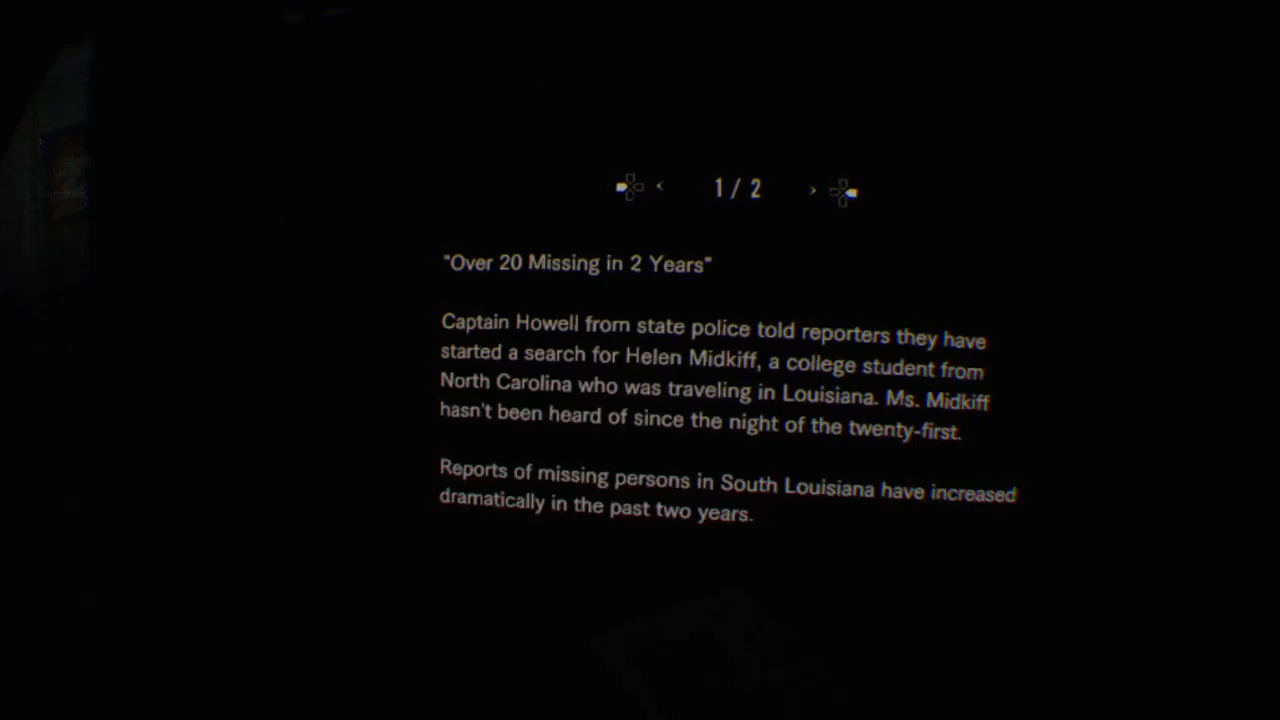 < 1 / 2 >
"Over 20 Missing in 2 Years"
Captain Howell from state police told reporters they have
started a search for Helen Midkiff, a college student from
North Carolina who was traveling in Louisiana. Ms. Midkiff
hasn't been heard of since the night of the twenty-first.
Reports of missing persons in South Louisiana have increased
dramatically in the past two years.